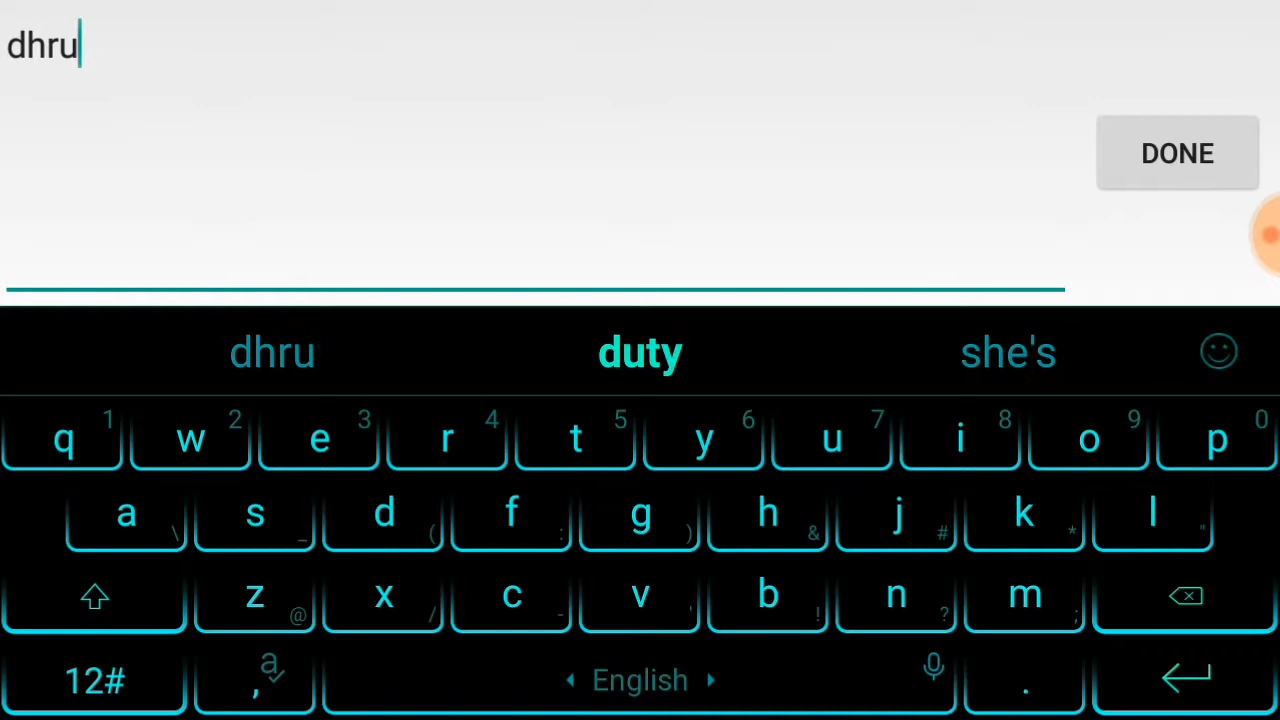 dhru
DONE
dhru duty she's
q 1 w 2 e 3 r 4 t 5 y 6 u 7 i 8 o 9 p 0
a \ s _ d ( f : g ) h & j # k * l "
z @ x / c - v ' b ! n ? m ;
12# , a English .